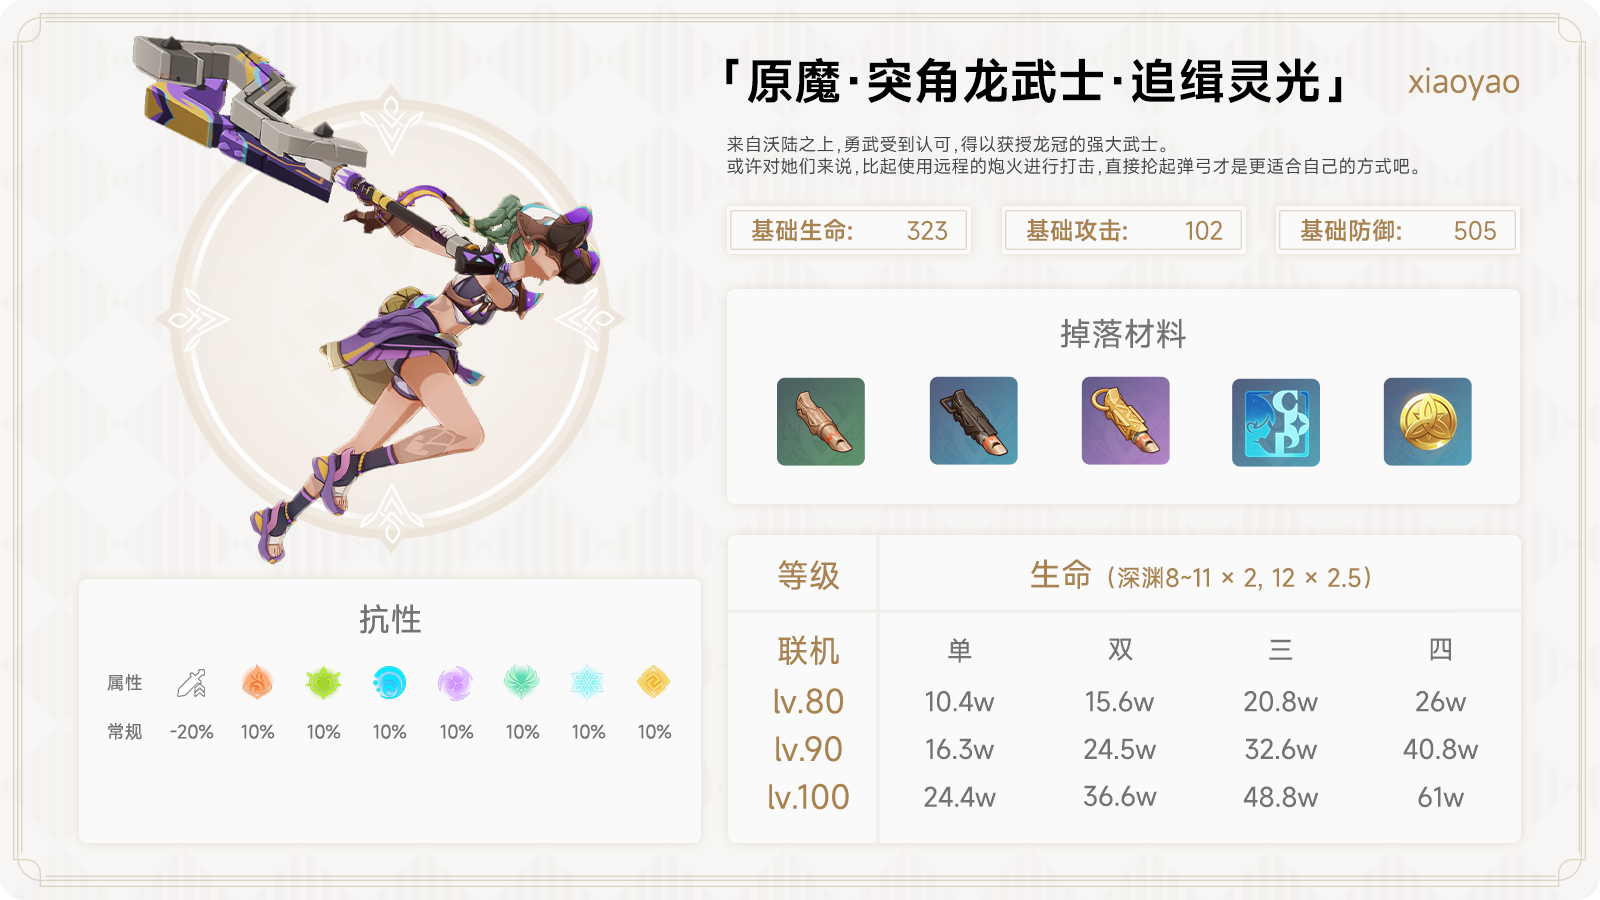 「原魔·突角龙武士·追缉灵光」 xiaoyao
来自沃陆之上,勇武受到认可,得以获授龙冠的强大武士。
或许对她们来说,比起使用远程的炮火进行打击,直接抡起弹弓才是更适合自己的方式吧。
基础生命: 323 基础攻击: 102 基础防御: 505
掉落材料
抗性
属性
常规 -20% 10% 10% 10% 10% 10% 10% 10%
等级 生命 (深渊8~11 × 2, 12 × 2.5)
联机 单 双 三 四
lv.80 10.4w 15.6w 20.8w 26w
lv.90 16.3w 24.5w 32.6w 40.8w
lv.100 24.4w 36.6w 48.8w 61w